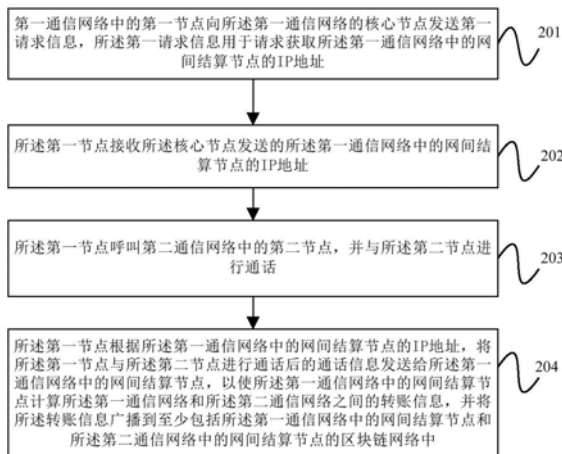 第一通信网络中的第一节点向所述第一通信网络的核心节点发送第一
请求信息，所述第一请求信息用于请求获取所述第一通信网络中的网
间结算节点的IP地址
201
所述第一节点接收所述核心节点发送的所述第一通信网络中的网间结
算节点的IP地址
202
所述第一节点呼叫第二通信网络中的第二节点，并与所述第二节点进
行通话
203
所述第一节点根据所述第一通信网络中的网间结算节点的IP地址，将
所述第一节点与所述第二节点进行通话后的通话信息发送给所述第一
通信网络中的网间结算节点，以使所述第一通信网络中的网间结算节
点计算所述第一通信网络和所述第二通信网络之间的转账信息，并将
所述转账信息广播到至少包括所述第一通信网络中的网间结算节点和
所述第二通信网络中的网间结算节点的区块链网络中
204